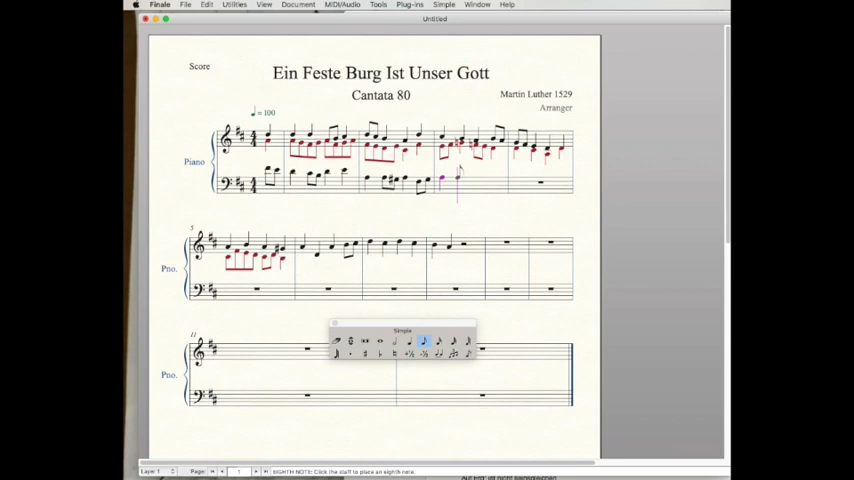 Finale File Edit Utilities View Document MIDI/Audio Tools Plug-ins Simple Window Help
Untitled
Score
Ein Feste Burg Ist Unser Gott
Cantata 80
Martin Luther 1529
Arranger
= 100
Piano
5
Pno.
Simple
11
Pno.
Layer 1 Page: 1 EIGHTH NOTE: Click the staff to place an eighth note.